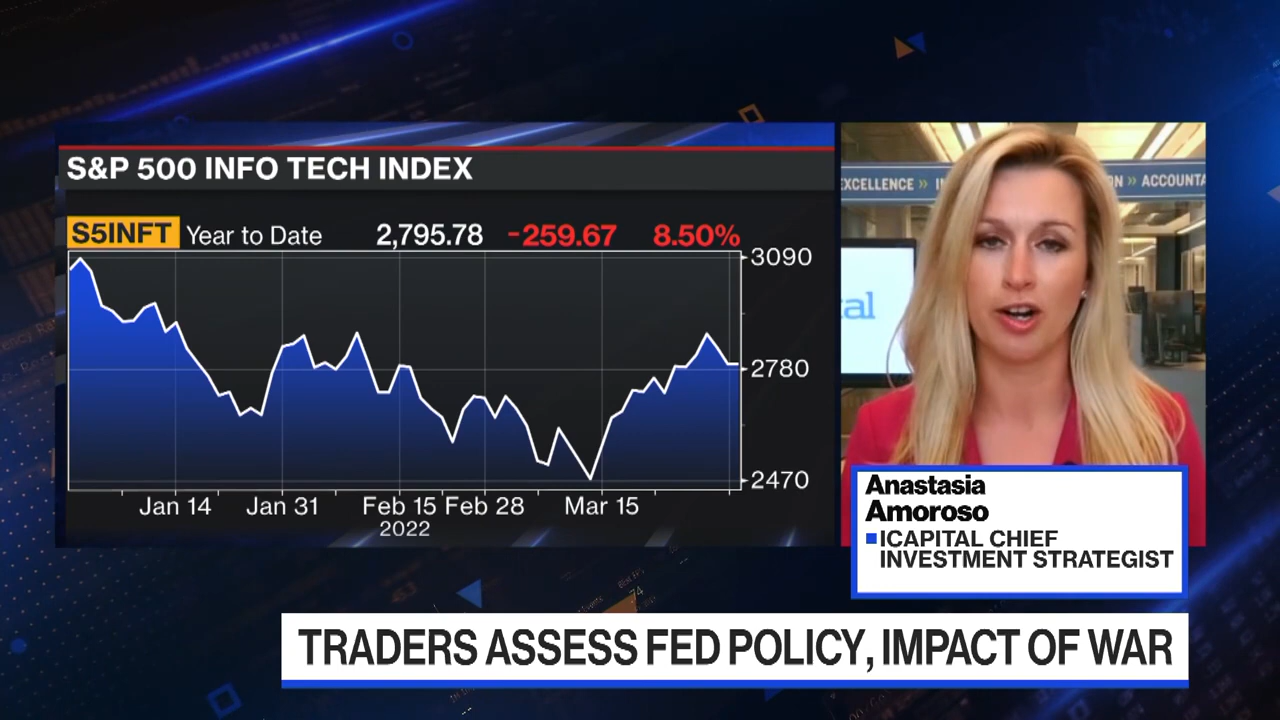 S&P 500 INFO TECH INDEX
S5INFT Year to Date 2,795.78 -259.67 8.50%
3090
2780
2470
Jan 14 Jan 31 Feb 15 Feb 28 Mar 15
2022
EXCELLENCE » ON » ACCOUNTA
al
Anastasia
Amoroso
ICAPITAL CHIEF
INVESTMENT STRATEGIST
TRADERS ASSESS FED POLICY, IMPACT OF WAR